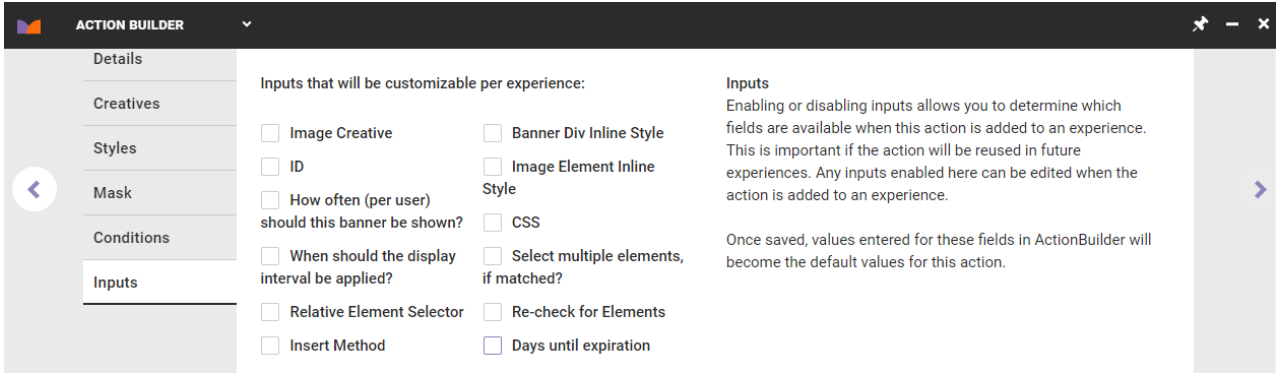 ACTION BUILDER
Details
Creatives
Styles
Mask
Conditions
Inputs
Inputs that will be customizable per experience:
Image Creative
ID
How often (per user)
should this banner be shown?
When should the display
interval be applied?
Relative Element Selector
Insert Method
Banner Div Inline Style
Image Element Inline
Style
CSS
Select multiple elements,
if matched?
Re-check for Elements
Days until expiration
Inputs
Enabling or disabling inputs allows you to determine which
fields are available when this action is added to an experience.
This is important if the action will be reused in future
experiences. Any inputs enabled here can be edited when the
action is added to an experience.
Once saved, values entered for these fields in ActionBuilder will
become the default values for this action.